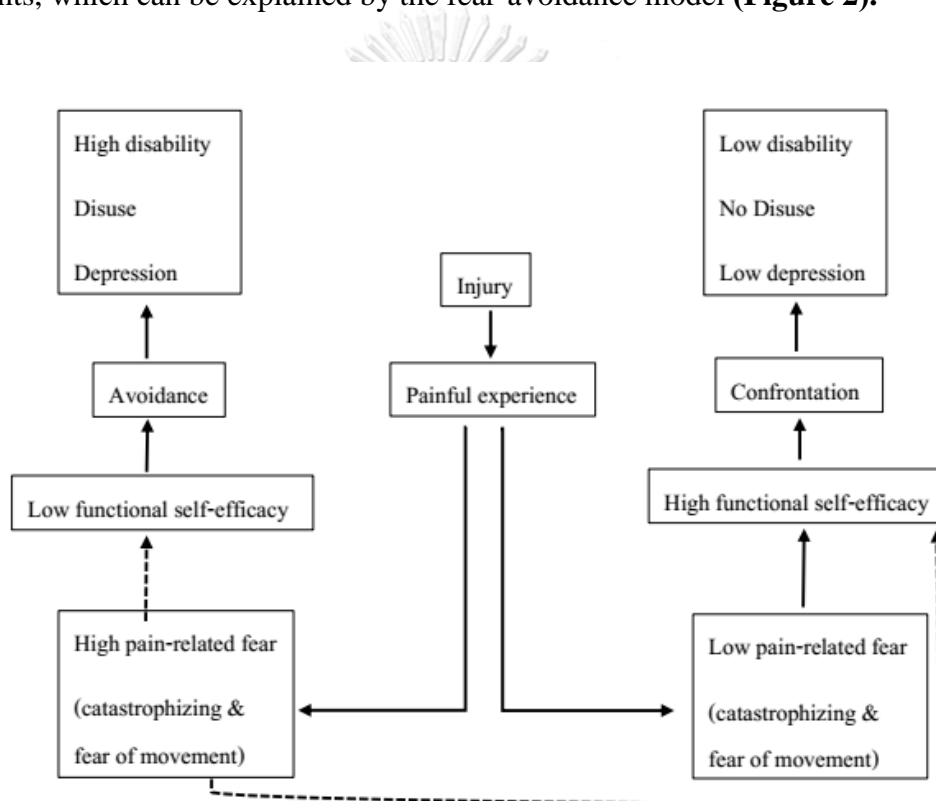 nts, which can be explained by the fear-avoidance model (Figure 2).
High disability
Disuse
Depression
Low disability
No Disuse
Low depression
Injury
Avoidance
Painful experience
Confrontation
Low functional self-efficacy
High functional self-efficacy
High pain-related fear
(catastrophizing &
fear of movement)
Low pain-related fear
(catastrophizing &
fear of movement)